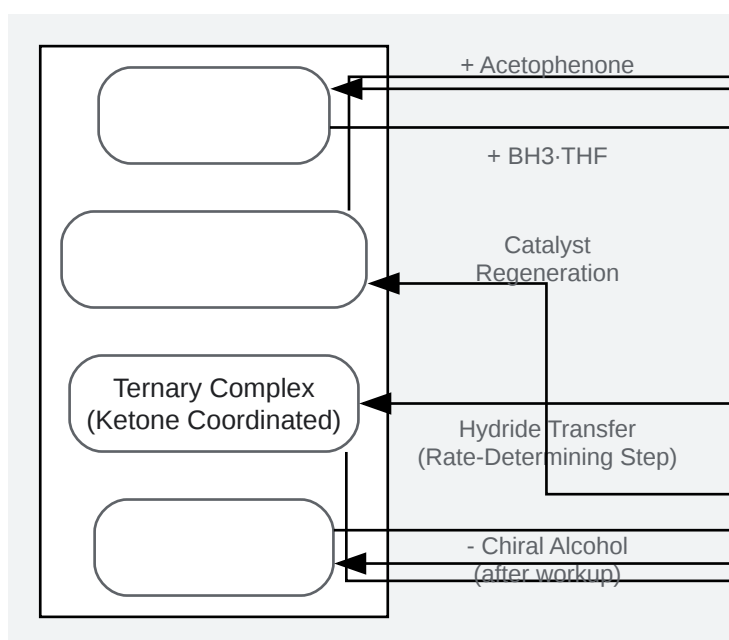 + Acetophenone
+ BH3·THF
Catalyst
Regeneration
Ternary Complex
(Ketone Coordinated)
Hydride Transfer
(Rate-Determining Step)
- Chiral Alcohol
(after workup)